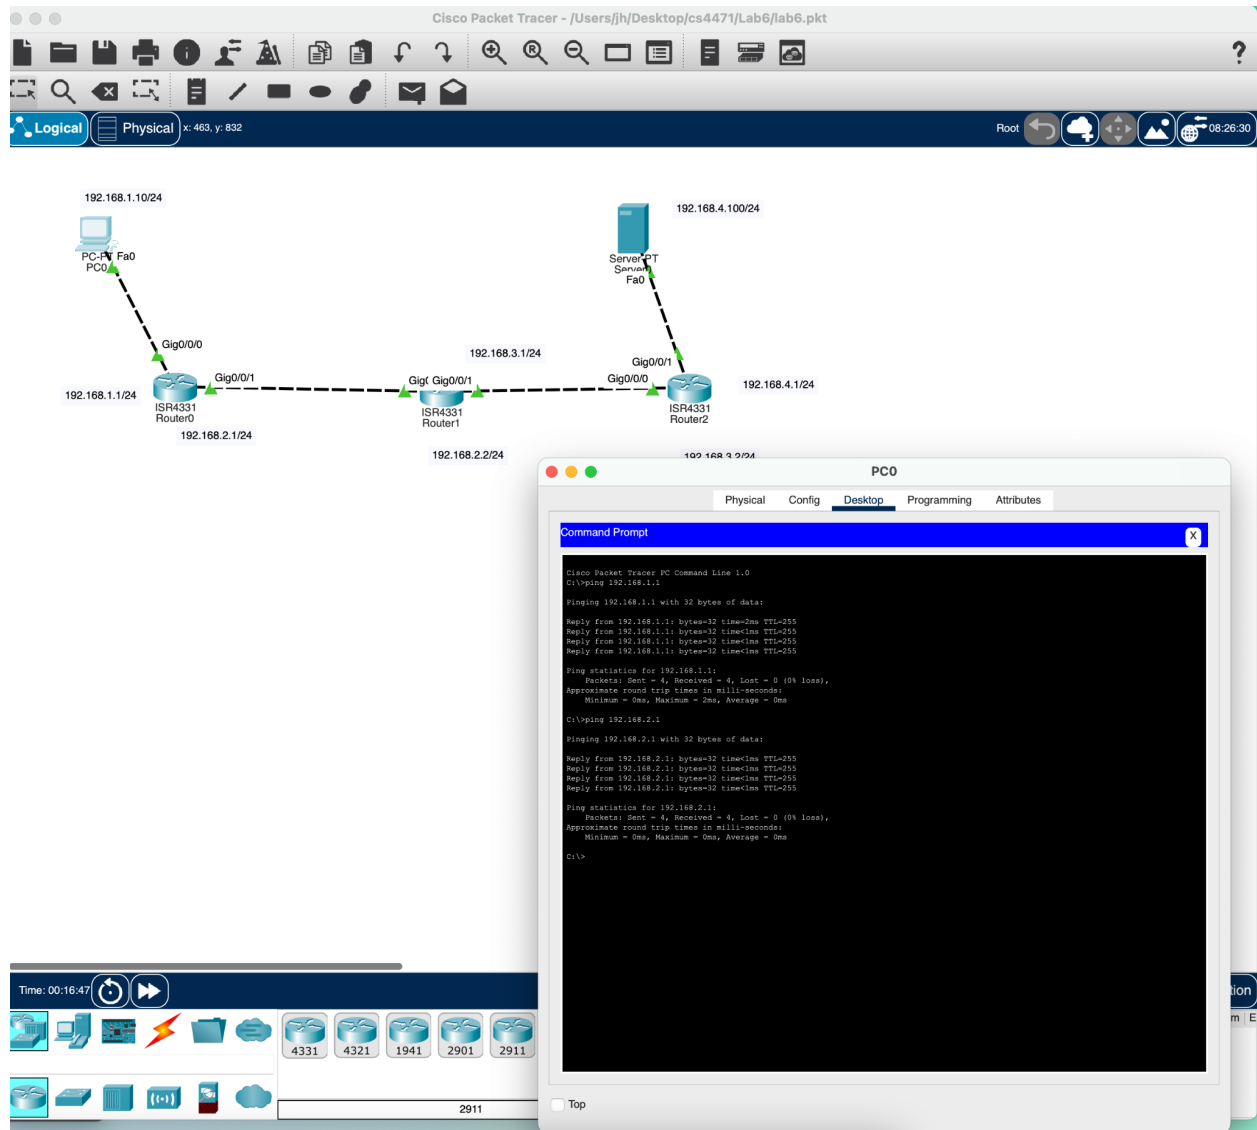 Cisco Packet Tracer - /Users/jh/Desktop/cs4471/Lab6/lab6.pkt
Logical
Physical
x: 463, y: 832
Root
08:26:30
192.168.1.10/24
192.168.4.100/24
PC-PT Fa0
PC0
Server-PT
Server0
Fa0
Gig0/0/0
192.168.3.1/24
Gig0/0/1
Gig0/0/1
Gig( Gig0/0/1
Gig0/0/0
192.168.4.1/24
192.168.1.1/24
ISR4331
Router0
ISR4331
Router1
ISR4331
Router2
192.168.2.1/24
192.168.2.2/24
192.168.3.2/24
PC0
Physical
Config
Desktop
Programming
Attributes
Command Prompt
X
Cisco Packet Tracer PC Command Line 1.0
C:\>ping 192.168.1.1
Pinging 192.168.1.1 with 32 bytes of data:
Reply from 192.168.1.1: bytes=32 time=2ms TTL=255
Reply from 192.168.1.1: bytes=32 time<1ms TTL=255
Reply from 192.168.1.1: bytes=32 time<1ms TTL=255
Reply from 192.168.1.1: bytes=32 time<1ms TTL=255
Ping statistics for 192.168.1.1:
Packets: Sent = 4, Received = 4, Lost = 0 (0% loss),
Approximate round trip times in milli-seconds:
Minimum = 0ms, Maximum = 2ms, Average = 0ms
C:\>ping 192.168.2.1
Pinging 192.168.2.1 with 32 bytes of data:
Reply from 192.168.2.1: bytes=32 time<1ms TTL=255
Reply from 192.168.2.1: bytes=32 time<1ms TTL=255
Reply from 192.168.2.1: bytes=32 time<1ms TTL=255
Reply from 192.168.2.1: bytes=32 time<1ms TTL=255
Ping statistics for 192.168.2.1:
Packets: Sent = 4, Received = 4, Lost = 0 (0% loss),
Approximate round trip times in milli-seconds:
Minimum = 0ms, Maximum = 0ms, Average = 0ms
C:\>
Top
Time: 00:16:47
tion
m E
4331
4321
1941
2901
2911
2911